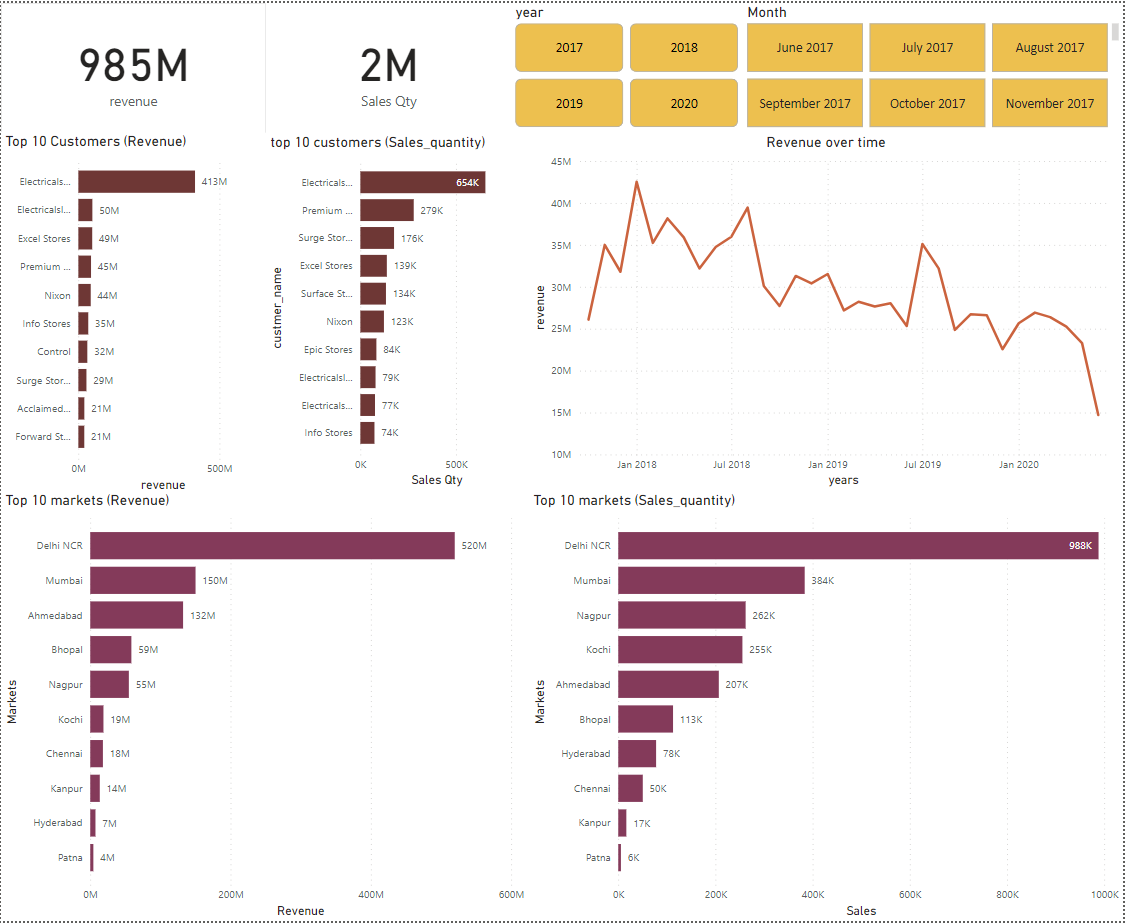 985M
revenue
2M
Sales Qty
year
2017
2018
2019
2020
Month
June 2017
July 2017
August 2017
September 2017
October 2017
November 2017
Top 10 Customers (Revenue)
Electricals... 413M
Electricalsl... 50M
Excel Stores 49M
Premium ... 45M
Nixon 44M
Info Stores 35M
Control 32M
Surge Stor... 29M
Acclaimed... 21M
Forward St... 21M
0M 500M
revenue
top 10 customers (Sales_quantity)
custmer_name
Electricals... 654K
Premium ... 279K
Surge Stor... 176K
Excel Stores 139K
Surface St... 134K
Nixon 123K
Epic Stores 84K
Electricalsl... 79K
Electricals... 77K
Info Stores 74K
0K 500K
Sales Qty
Revenue over time
revenue
45M
40M
35M
30M
25M
20M
15M
10M
Jan 2018 Jul 2018 Jan 2019 Jul 2019 Jan 2020
years
Top 10 markets (Revenue)
Markets
Delhi NCR 520M
Mumbai 150M
Ahmedabad 132M
Bhopal 59M
Nagpur 55M
Kochi 19M
Chennai 18M
Kanpur 14M
Hyderabad 7M
Patna 4M
0M 200M 400M 600M
Revenue
Top 10 markets (Sales_quantity)
Markets
Delhi NCR 988K
Mumbai 384K
Nagpur 262K
Kochi 255K
Ahmedabad 207K
Bhopal 113K
Hyderabad 78K
Chennai 50K
Kanpur 17K
Patna 6K
0K 200K 400K 600K 800K 1000K
Sales